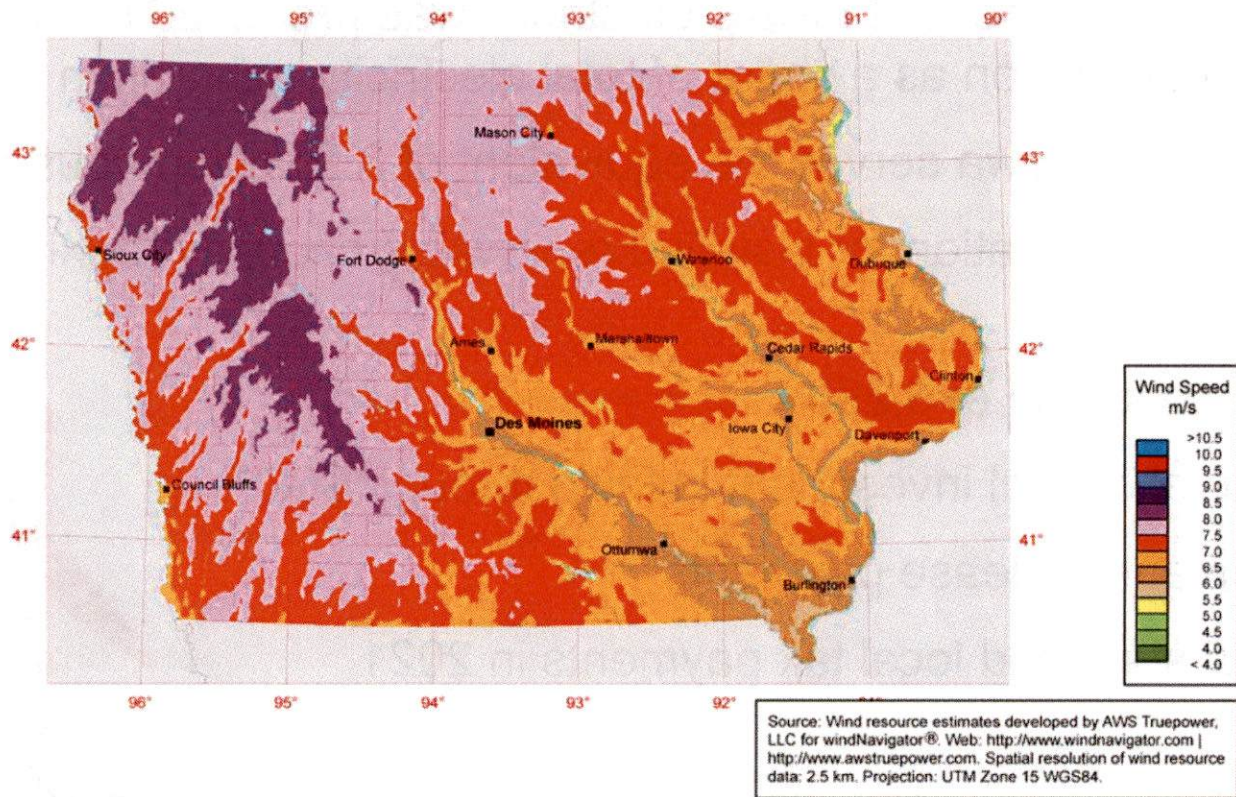 96° 95° 94° 93° 92° 91° 90°
Mason City
43° 43°
Sioux City
Fort Dodge
Waterloo
Dubuque
42° 42°
Ames
Marshalltown
Cedar Rapids
Clinton
Des Moines
Iowa City
Davenport
Council Bluffs
41° 41°
Ottumwa
Burlington
96° 95° 94° 93° 92°
Wind Speed
m/s
>10.5
10.0
9.5
9.0
8.5
8.0
7.5
7.0
6.5
6.0
5.5
5.0
4.5
4.0
< 4.0
Source: Wind resource estimates developed by AWS Truepower,
LLC for windNavigator®. Web: http://www.windnavigator.com |
http://www.awstruepower.com. Spatial resolution of wind resource
data: 2.5 km. Projection: UTM Zone 15 WGS84.